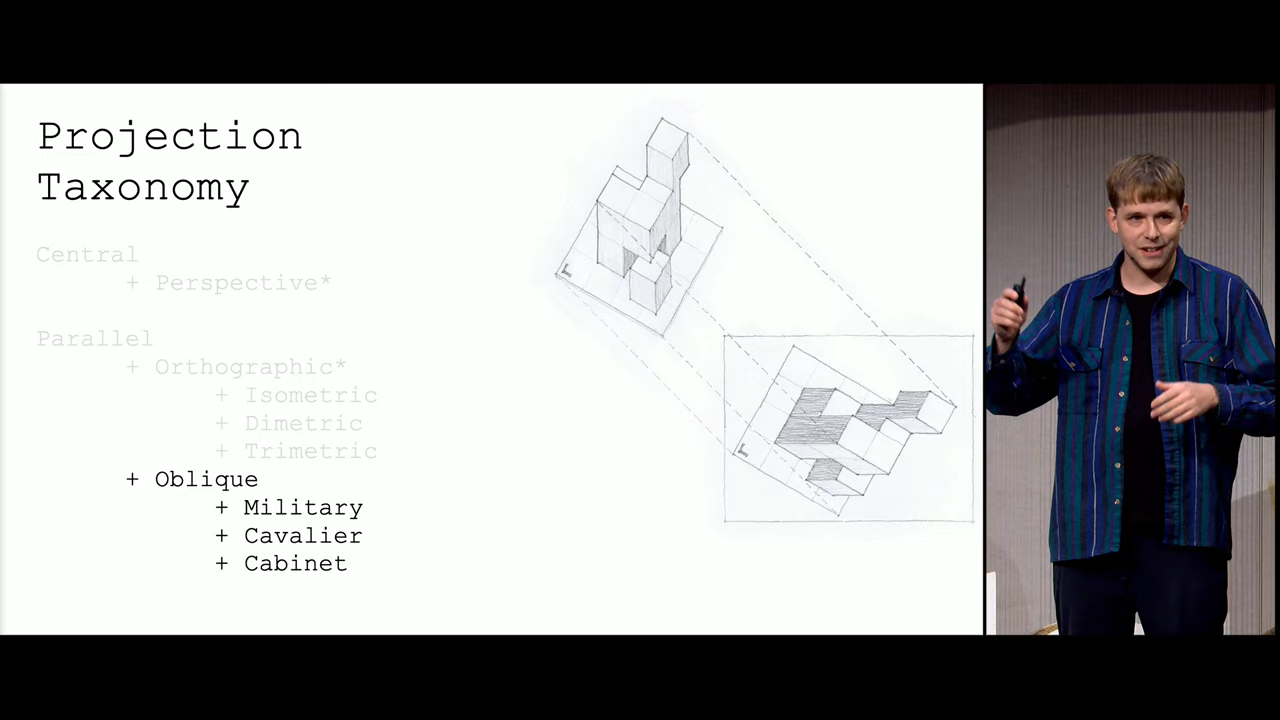 Projection
Taxonomy
Central
+ Perspective*
Parallel
+ Orthographic*
+ Isometric
+ Dimetric
+ Trimetric
+ Oblique
+ Military
+ Cavalier
+ Cabinet